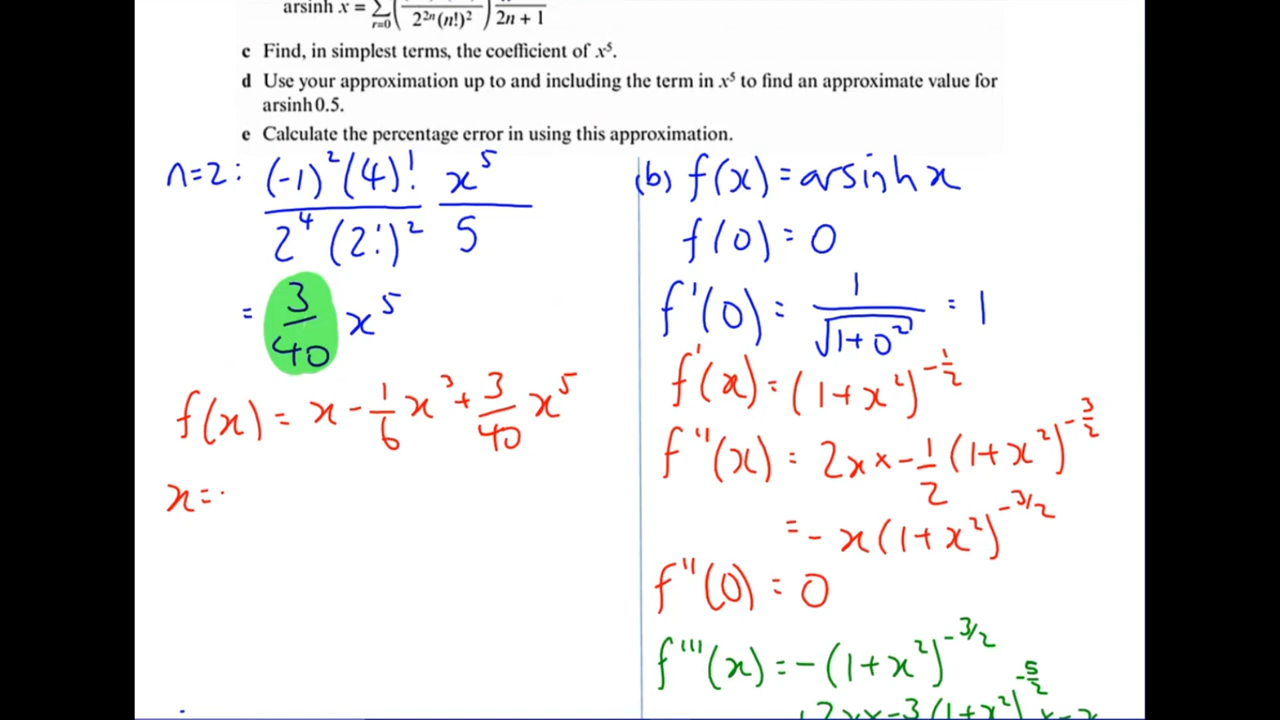 arsinh x = ∑ r=0 ( / 2²ⁿ(n!)² ) / 2n + 1
c Find, in simplest terms, the coefficient of x⁵.
d Use your approximation up to and including the term in x⁵ to find an approximate value for
arsinh 0.5.
e Calculate the percentage error in using this approximation.
n=2: (-1)²(4)! / 2⁴(2!)² x⁵/5
= 3/40 x⁵
f(x) = x - 1/6 x³ + 3/40 x⁵
x=
(b) f(x) = arsinh x
f(0) = 0
f'(0) = 1/√(1+0²) = 1
f'(x) = (1+x²)^(-1/2)
f''(x) = 2x × -1/2 (1+x²)^(-3/2)
= -x(1+x²)^(-3/2)
f''(0) = 0
f'''(x) = -(1+x²)^(-3/2)